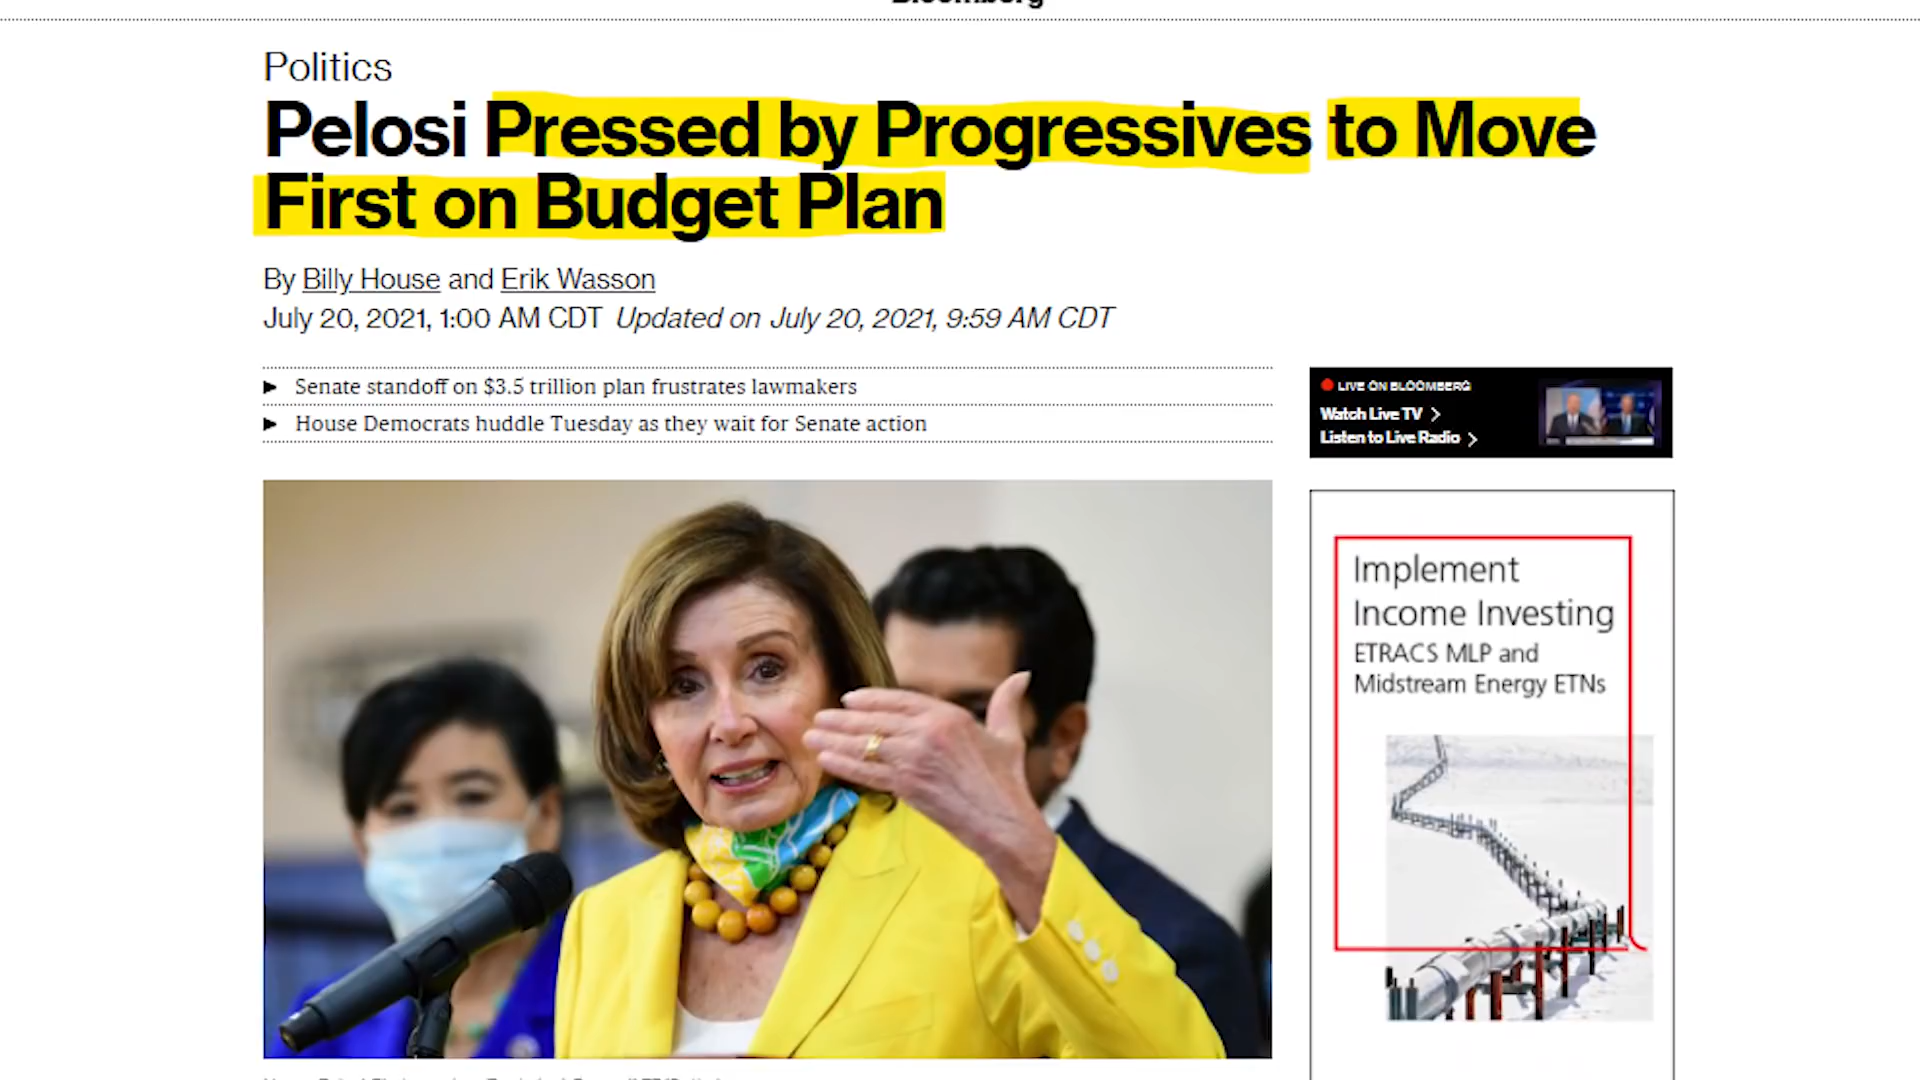 Bloomberg
Politics
Pelosi Pressed by Progressives to Move
First on Budget Plan
By Billy House and Erik Wasson
July 20, 2021, 1:00 AM CDT Updated on July 20, 2021, 9:59 AM CDT
Senate standoff on $3.5 trillion plan frustrates lawmakers
House Democrats huddle Tuesday as they wait for Senate action
LIVE ON BLOOMBERG
Watch Live TV
Listen to Live Radio
Implement
Income Investing
ETRACS MLP and
Midstream Energy ETNs